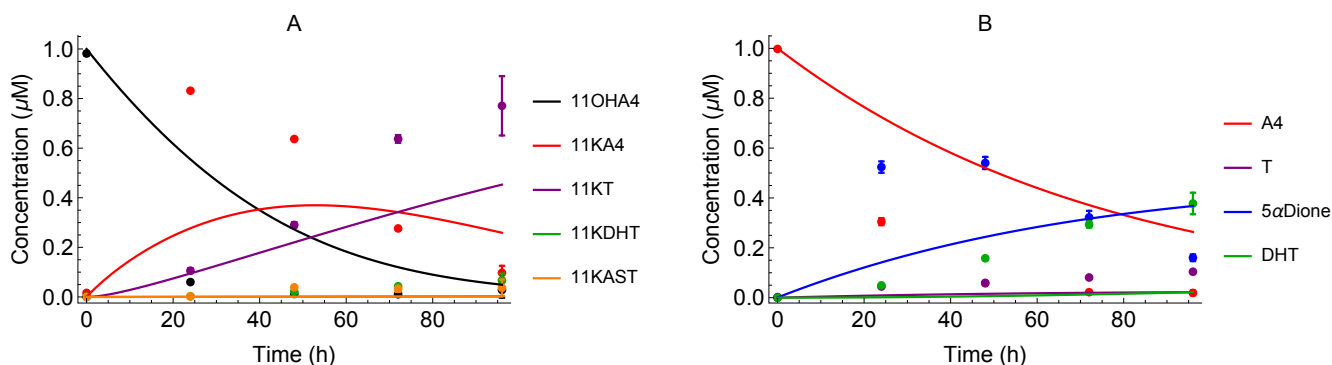 A
Concentration (μM)
1.0
0.8
0.6
0.4
0.2
0.0
0
20
40
60
80
Time (h)
11OHA4
11KA4
11KT
11KDHT
11KAST
B
Concentration (μM)
1.0
0.8
0.6
0.4
0.2
0.0
0
20
40
60
80
Time (h)
A4
T
5αDione
DHT